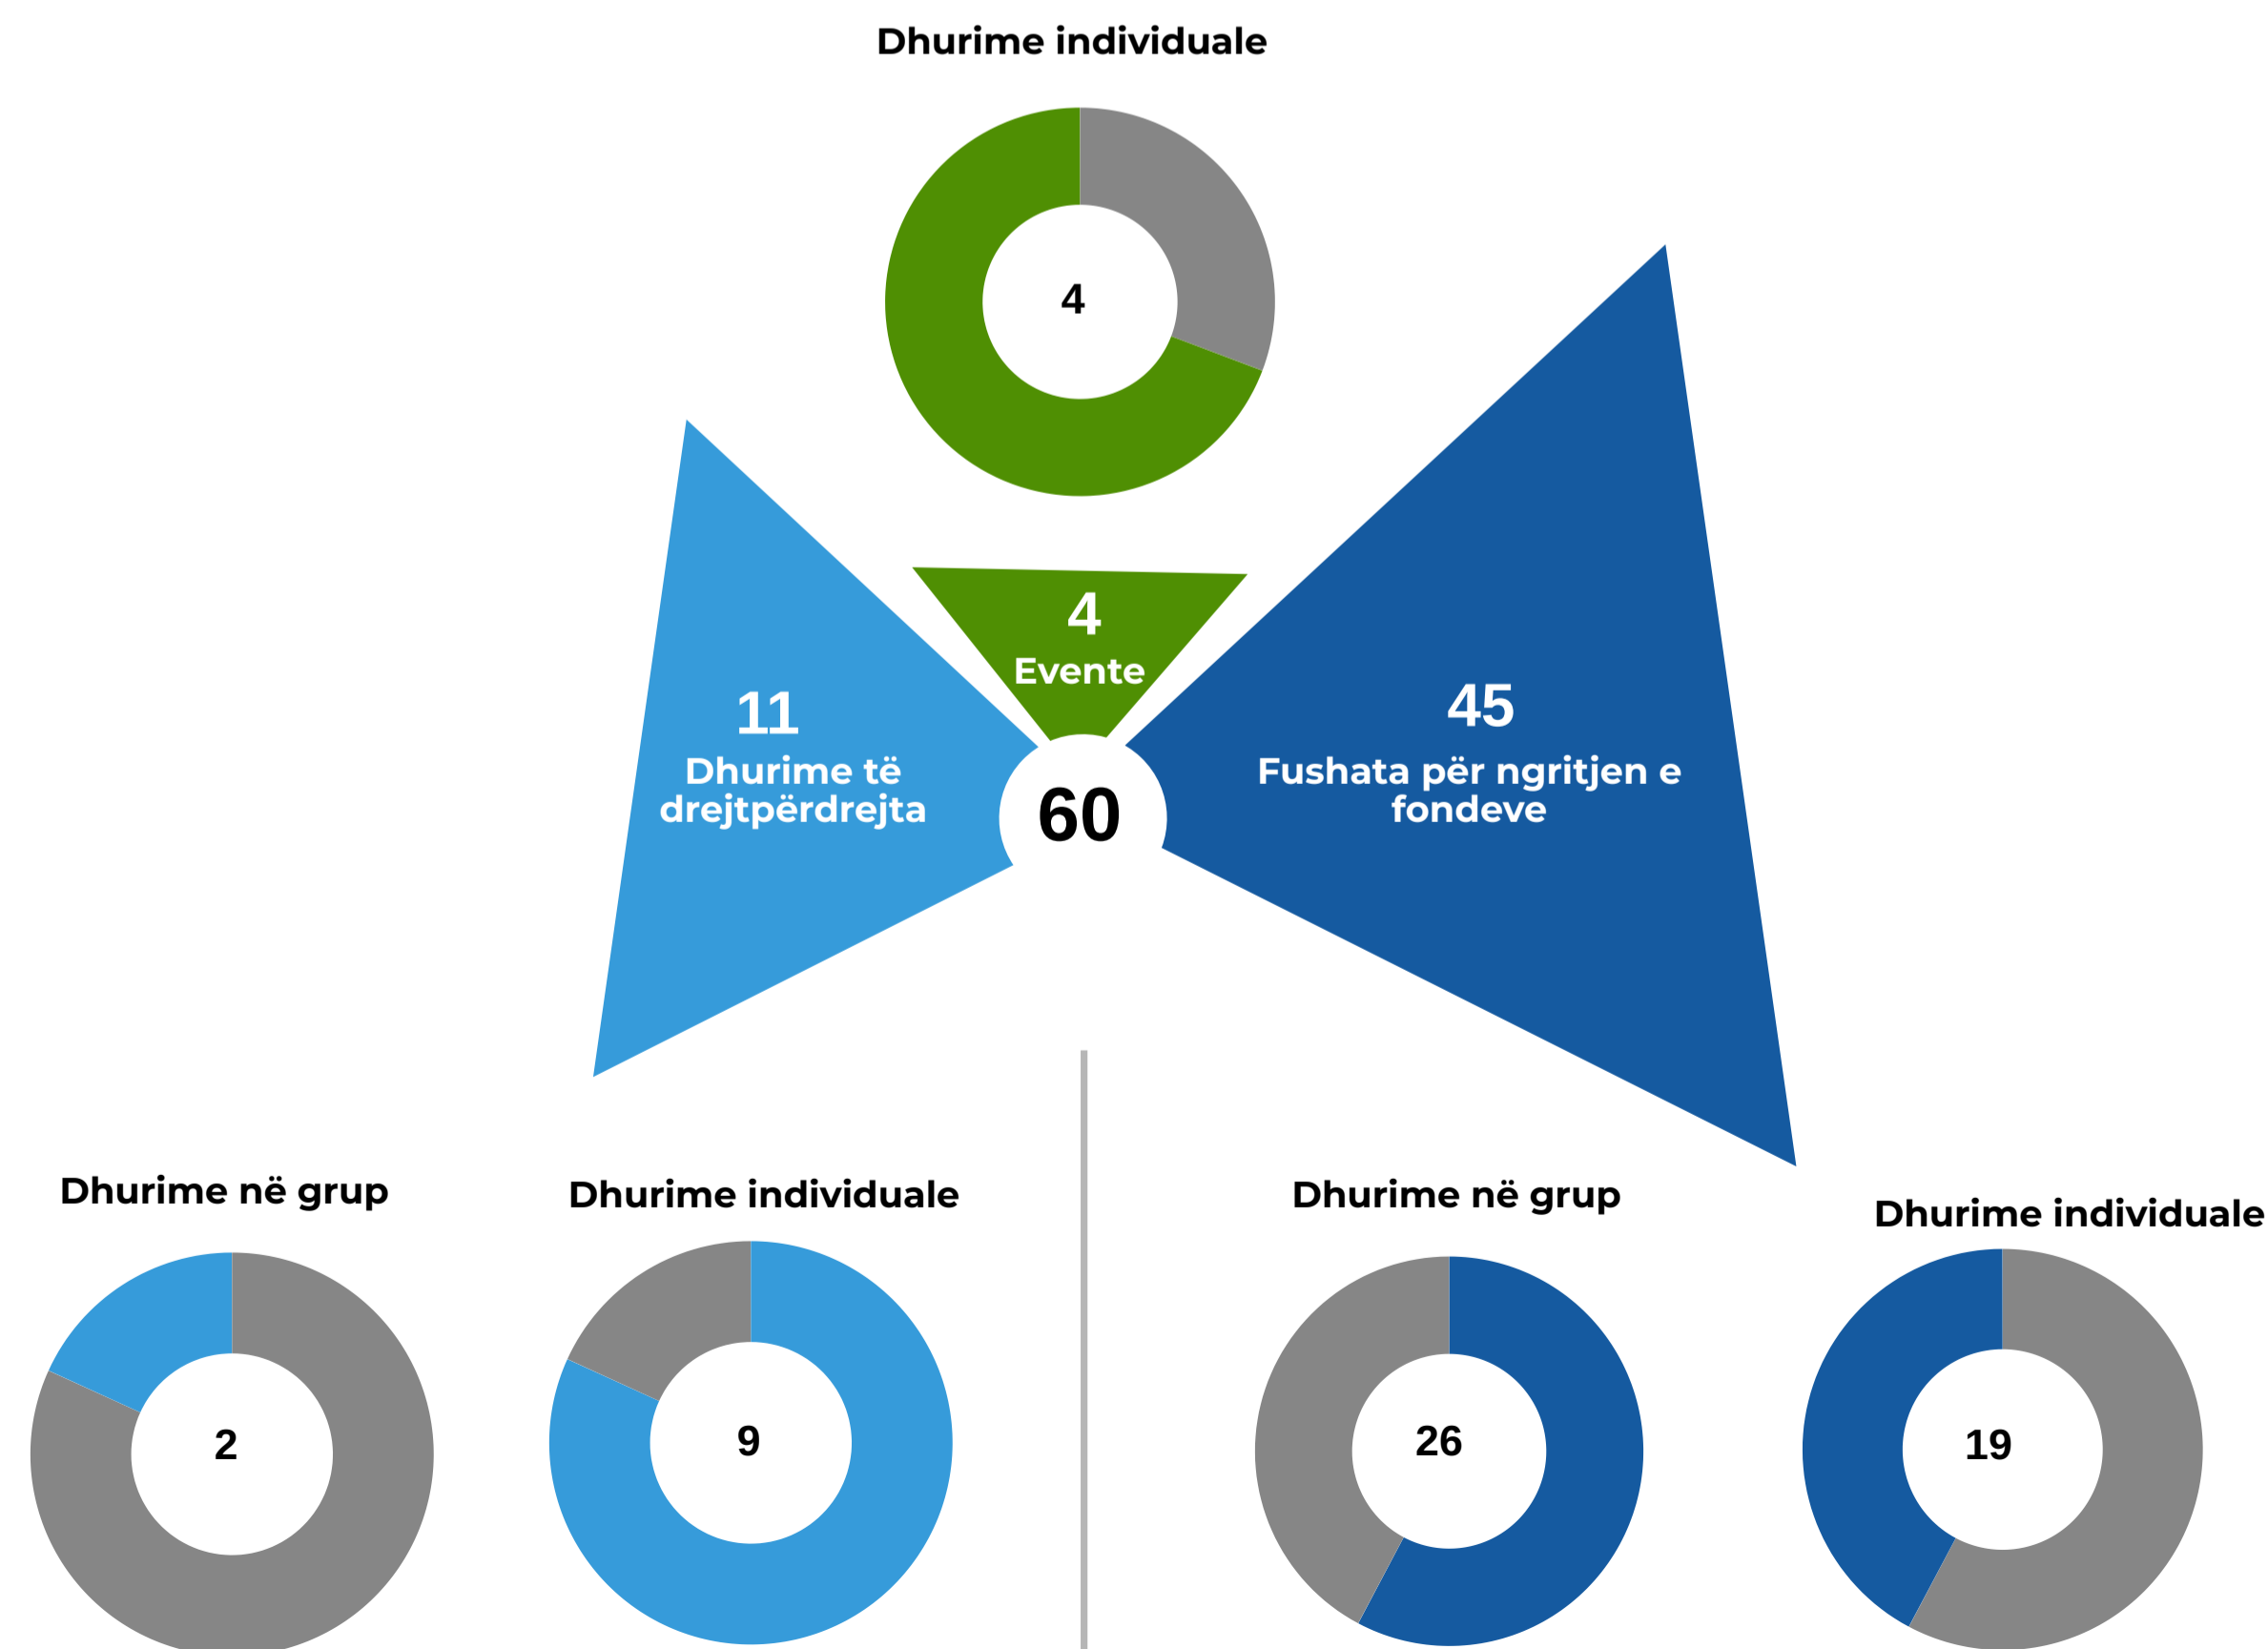 Dhurime individuale
4
4
Evente
11
Dhurime të
drejtpërdrejta
60
45
Fushata për ngritjen e
fondeve
Dhurime në grup
2
Dhurime individuale
9
Dhurime në grup
26
Dhurime individuale
19